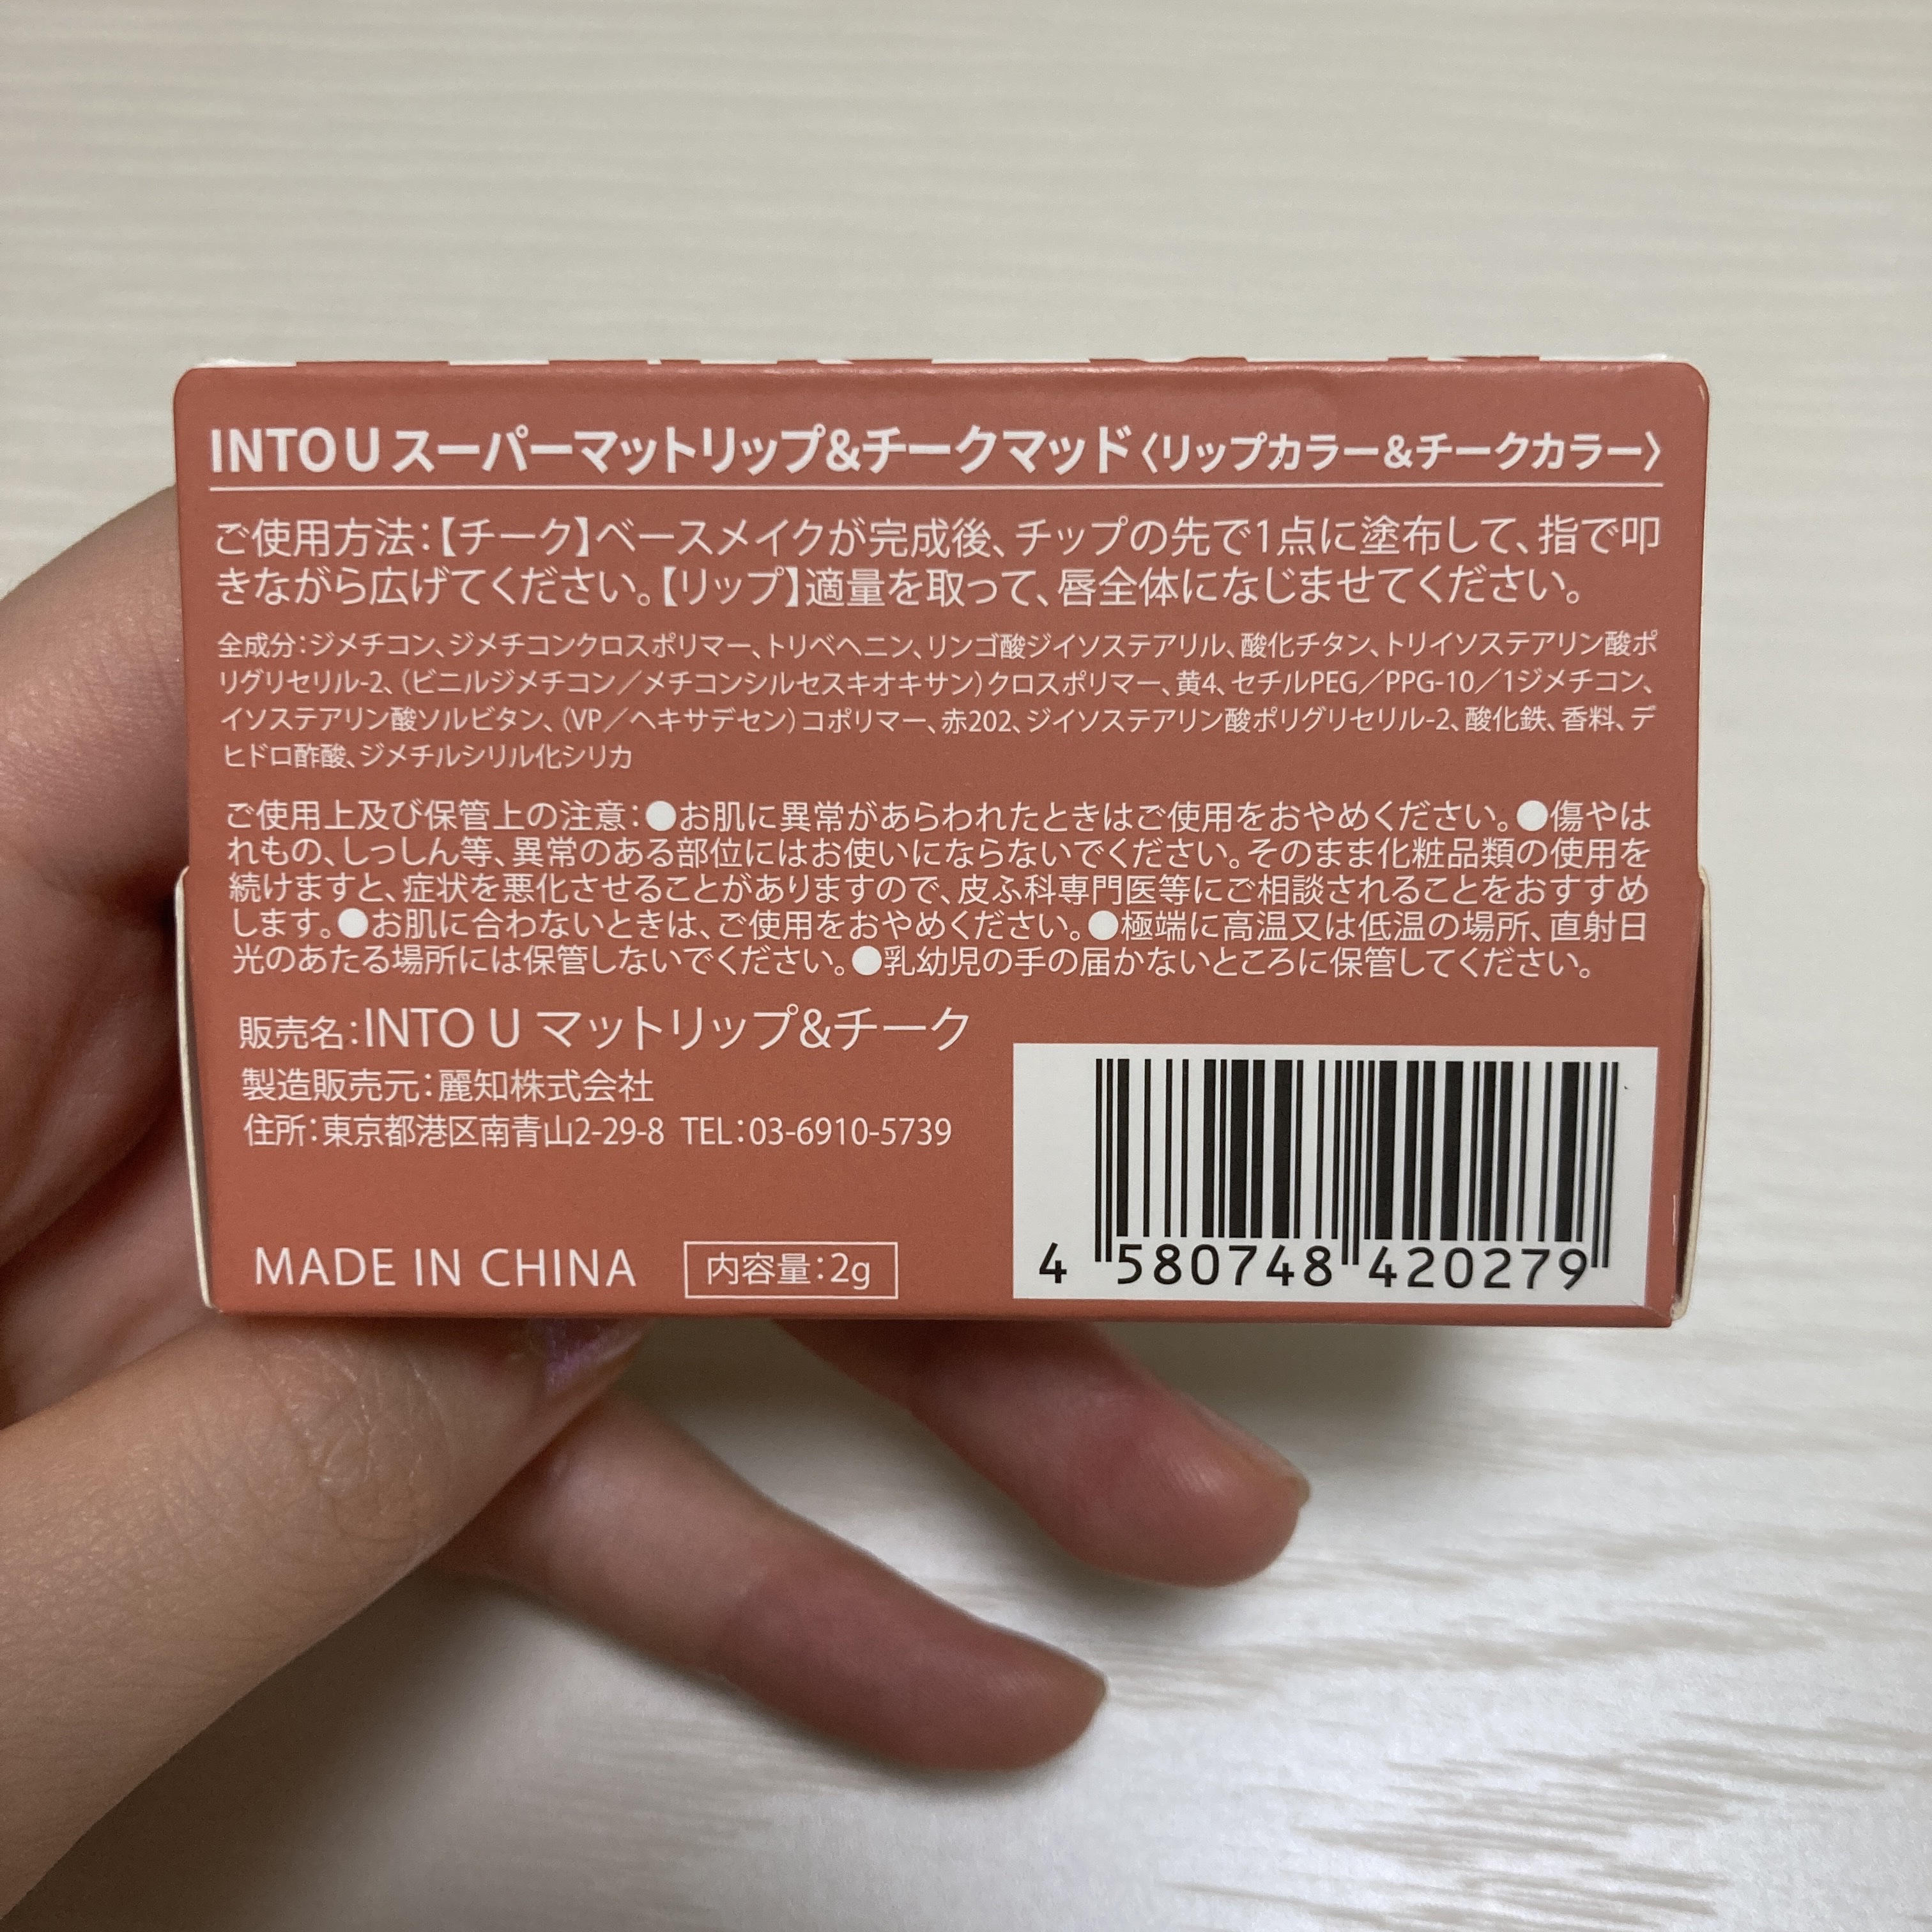 INTO U スーパーマットリップ&チークマッド〈リップカラー&チークカラー〉
ご使用方法:【チーク】ベースメイクが完成後、チップの先で1点に塗布して、指で叩
きながら広げてください。【リップ】適量を取って、唇全体になじませてください。
全成分:ジメチコン、ジメチコンクロスポリマー、トリベヘニン、リンゴ酸ジイソステアリル、酸化チタン、トリイソステアリン酸ポ
リグリセリル-2、(ビニルジメチコン/メチコンシルセスキオキサン)クロスポリマー、黄4、セチルPEG/PPG-10/1ジメチコン、
イソステアリン酸ソルビタン、(VP/ヘキサデセン)コポリマー、赤202、ジイソステアリン酸ポリグリセリル-2、酸化鉄、香料、デ
ヒドロ酢酸、ジメチルシリル化シリカ
ご使用上及び保管上の注意:●お肌に異常があらわれたときはご使用をおやめください。●傷やは
れもの、しっしん等、異常のある部位にはお使いにならないでください。そのまま化粧品類の使用を
続けますと、症状を悪化させることがありますので、皮ふ科専門医等にご相談されることをおすすめ
します。●お肌に合わないときは、ご使用をおやめください。●極端に高温又は低温の場所、直射日
光のあたる場所には保管しないでください。●乳幼児の手の届かないところに保管してください。
販売名:INTO U マットリップ&チーク
製造販売元:麗知株式会社
住所:東京都港区南青山2-29-8 TEL:03-6910-5739
MADE IN CHINA 内容量:2g
4 580748 420279